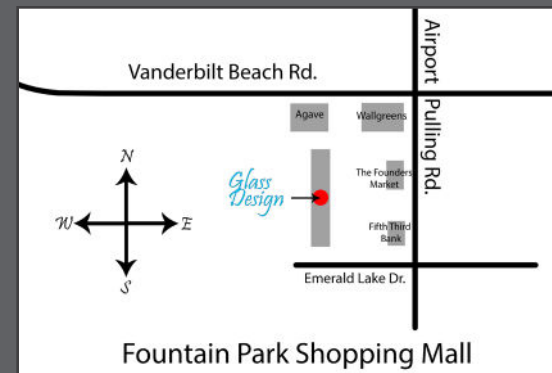 Airport Pulling Rd.
Vanderbilt Beach Rd.
Agave
Wallgreens
N
W
E
S
Glass
Design
The Founders
Market
Fifth Third
Bank
Emerald Lake Dr.
Fountain Park Shopping Mall